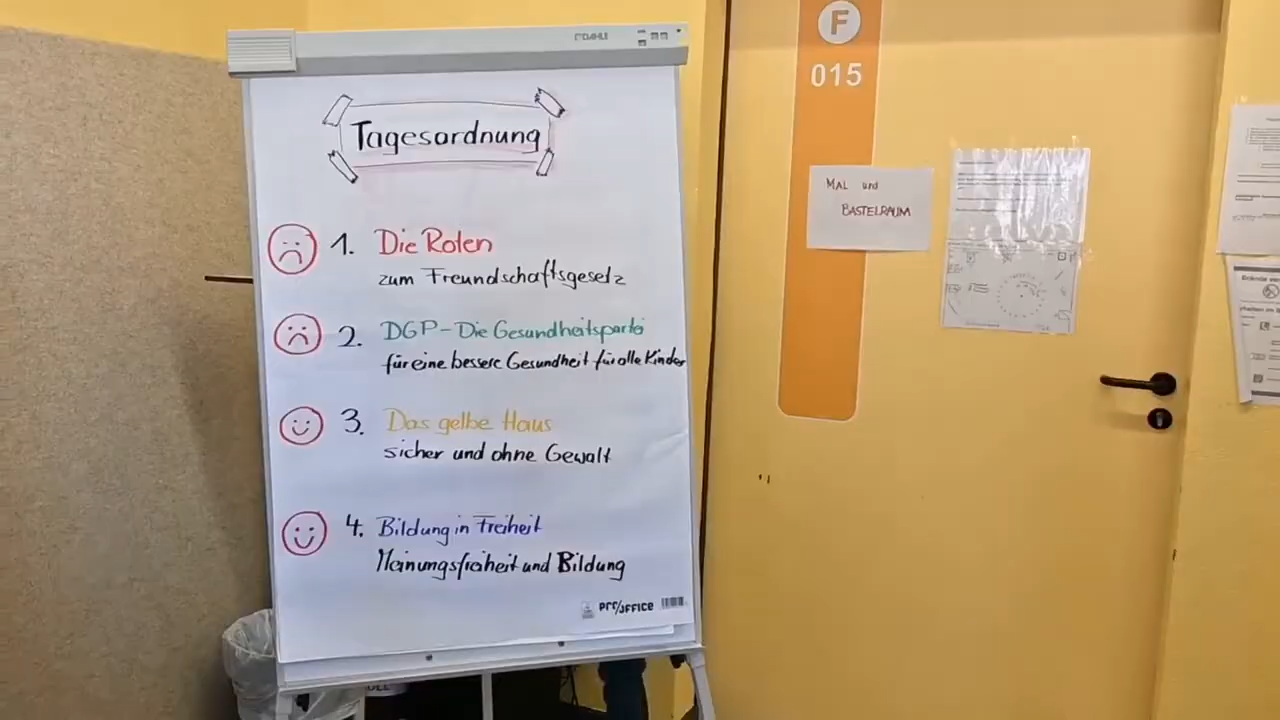 DAHLE
Tagesordnung
1. Die Roten
zum Freundschaftsgesetz
2. DGP - Die Gesundheitspartei
für eine bessere Gesundheit für alle Kinder
3. Das gelbe Haus
sicher und ohne Gewalt
4. Bildung in Freiheit
Meinungsfreiheit und Bildung
PRO/OFFICE
F
015
MAL und
BASTELRAUM